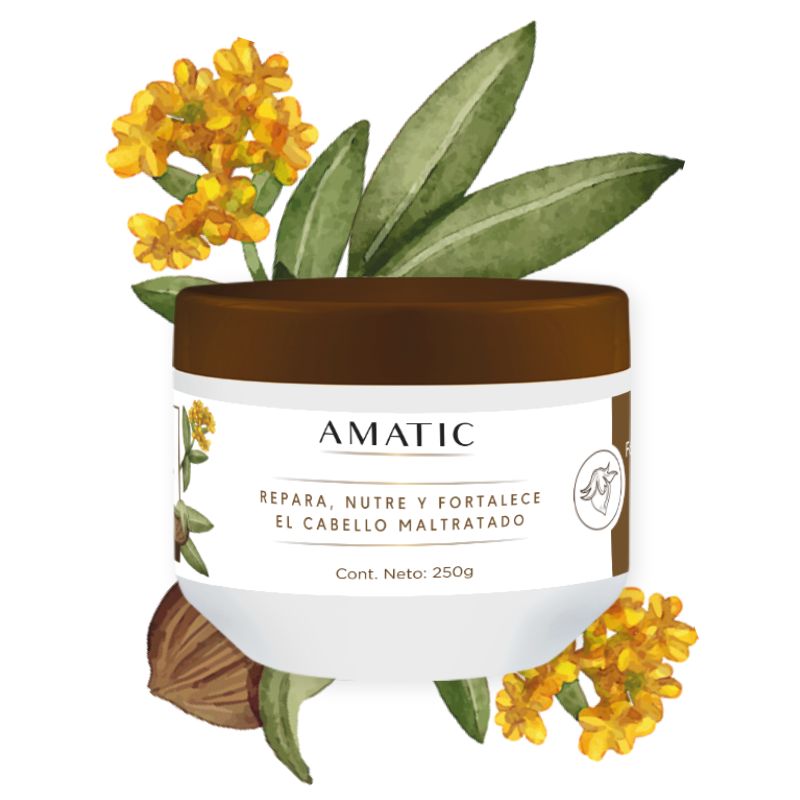 AMATIC
REPARA, NUTRE Y FORTALECE
EL CABELLO MALTRATADO
Cont. Neto: 250g